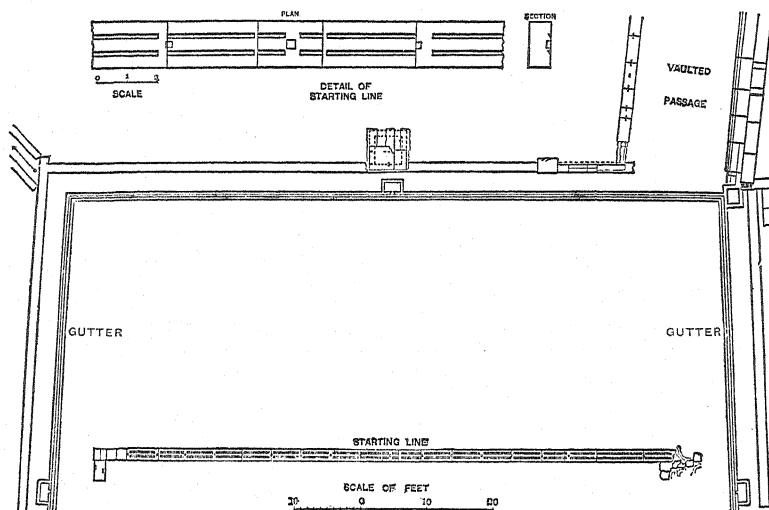 PLAN
SECTION
0 1 2
SCALE
DETAIL OF
STARTING LINE
VAULTED
PASSAGE
GUTTER
GUTTER
STARTING LINE
SCALE OF FEET
10 0 10 20